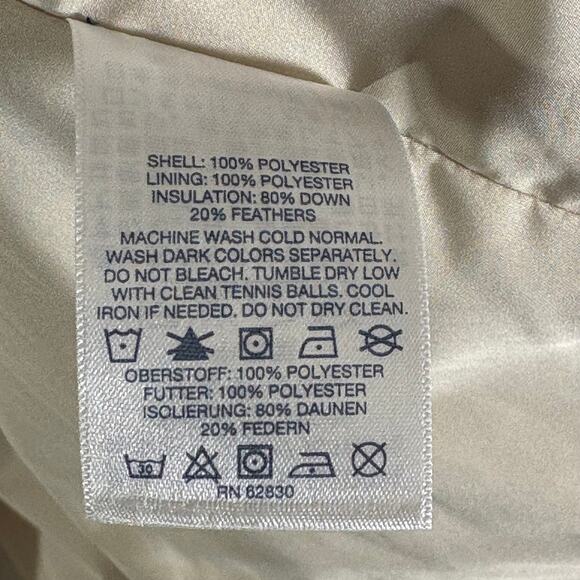 SHELL: 100% POLYESTER
LINING: 100% POLYESTER
INSULATION: 80% DOWN
20% FEATHERS
MACHINE WASH COLD NORMAL.
WASH DARK COLORS SEPARATELY.
DO NOT BLEACH. TUMBLE DRY LOW
WITH CLEAN TENNIS BALLS. COOL
IRON IF NEEDED. DO NOT DRY CLEAN.
OBERSTOFF: 100% POLYESTER
FUTTER: 100% POLYESTER
ISOLIERUNG: 80% DAUNEN
20% FEDERN
30
RN 62830